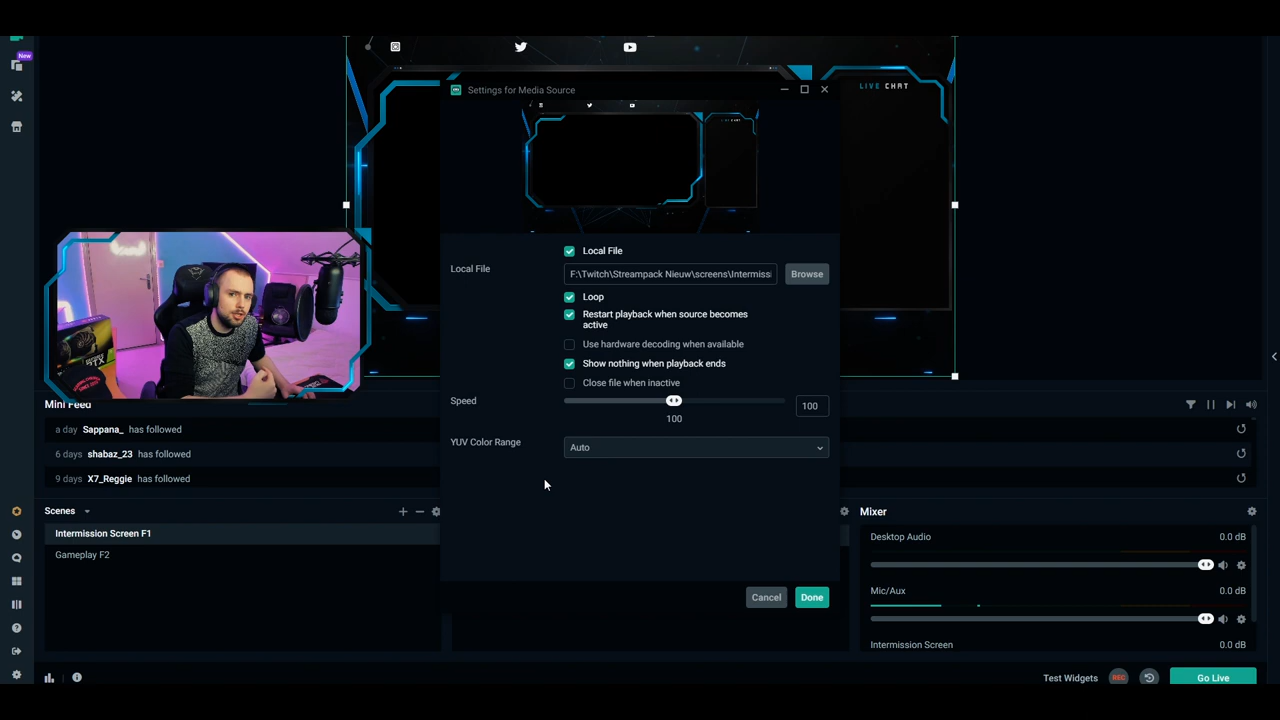 New
LIVE CHAT
Settings for Media Source
Local File
Local File
F:\Twitch\Streampack Nieuw\screens\Intermissi
Browse
Loop
Restart playback when source becomes
active
Use hardware decoding when available
Show nothing when playback ends
Close file when inactive
Speed
100
100
YUV Color Range
Auto
Mini Feed
a day Sappana_ has followed
6 days shabaz_23 has followed
9 days X7_Reggie has followed
Scenes
Intermission Screen F1
Gameplay F2
Cancel
Done
Mixer
Desktop Audio
0.0 dB
Mic/Aux
0.0 dB
Intermission Screen
0.0 dB
Test Widgets
REC
Go Live